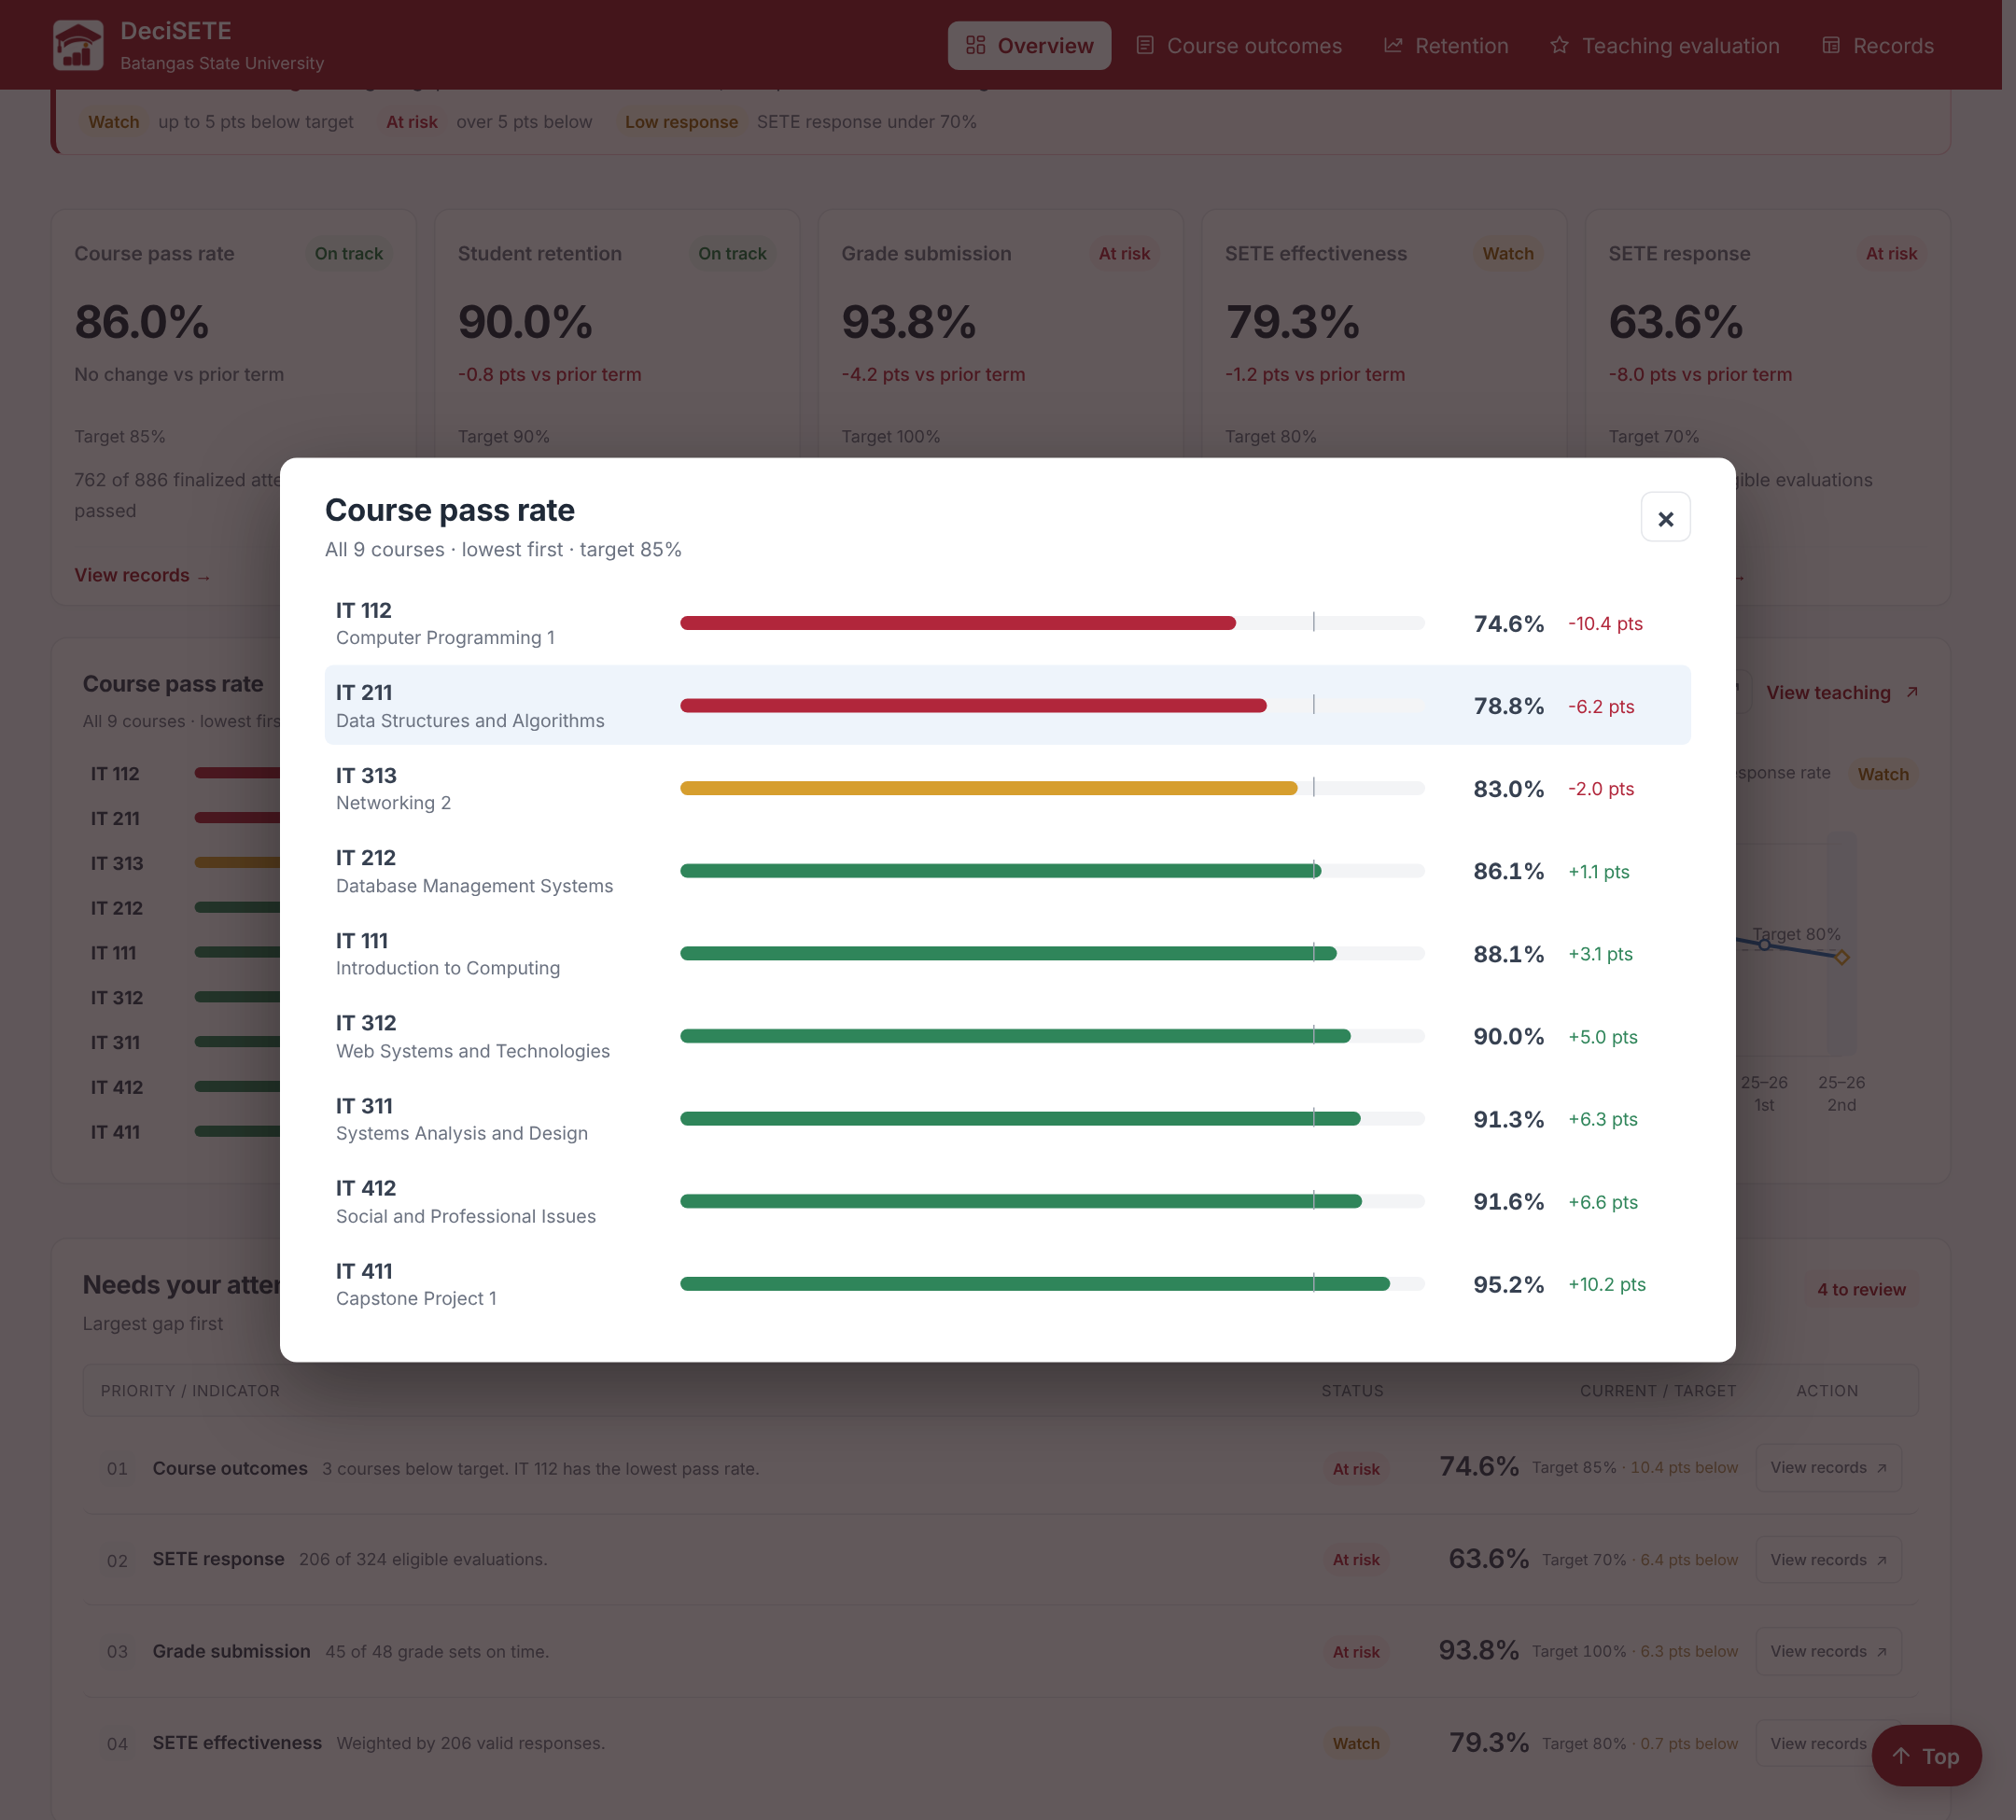 DeciSETE
Batangas State University
Overview
Course outcomes
Retention
Teaching evaluation
Records
Watch up to 5 pts below target At risk over 5 pts below Low response SETE response under 70%
Course pass rate On track
86.0%
No change vs prior term
Target 85%
762 of 886 finalized atte
passed
View records →
Student retention On track
90.0%
-0.8 pts vs prior term
Target 90%
Grade submission At risk
93.8%
-4.2 pts vs prior term
Target 100%
SETE effectiveness Watch
79.3%
-1.2 pts vs prior term
Target 80%
SETE response At risk
63.6%
-8.0 pts vs prior term
Target 70%
gible evaluations
Course pass rate
All 9 courses · lowest firs
IT 112
IT 211
IT 313
IT 212
IT 111
IT 312
IT 311
IT 412
IT 411
View teaching ↗
sponse rate Watch
Target 80%
25–26 25–26
1st 2nd
Course pass rate
×
All 9 courses · lowest first · target 85%
IT 112
Computer Programming 1
74.6% -10.4 pts
IT 211
Data Structures and Algorithms
78.8% -6.2 pts
IT 313
Networking 2
83.0% -2.0 pts
IT 212
Database Management Systems
86.1% +1.1 pts
IT 111
Introduction to Computing
88.1% +3.1 pts
IT 312
Web Systems and Technologies
90.0% +5.0 pts
IT 311
Systems Analysis and Design
91.3% +6.3 pts
IT 412
Social and Professional Issues
91.6% +6.6 pts
IT 411
Capstone Project 1
95.2% +10.2 pts
Needs your atten
Largest gap first
4 to review
PRIORITY / INDICATOR STATUS CURRENT / TARGET ACTION
01 Course outcomes 3 courses below target. IT 112 has the lowest pass rate. At risk 74.6% Target 85% · 10.4 pts below View records ↗
02 SETE response 206 of 324 eligible evaluations. At risk 63.6% Target 70% · 6.4 pts below View records ↗
03 Grade submission 45 of 48 grade sets on time. At risk 93.8% Target 100% · 6.3 pts below View records ↗
04 SETE effectiveness Weighted by 206 valid responses. Watch 79.3% Target 80% · 0.7 pts below View records
↑ Top